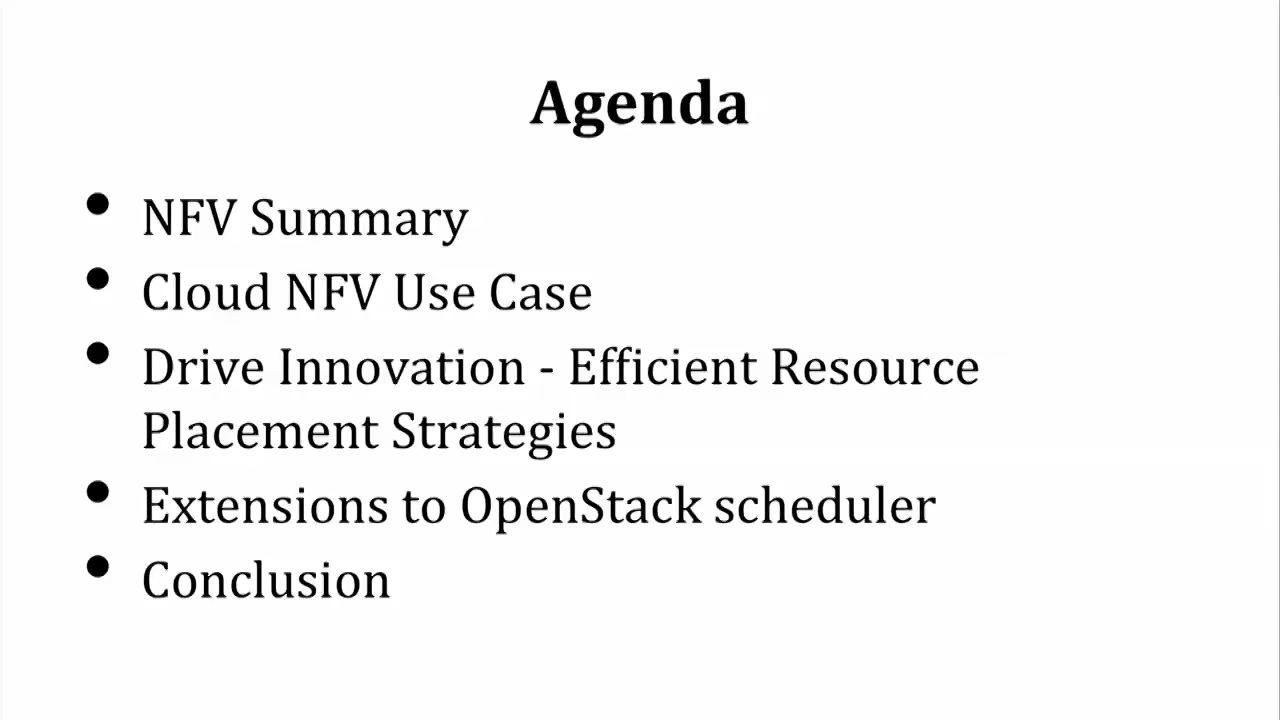 Agenda
• NFV Summary
• Cloud NFV Use Case
• Drive Innovation - Efficient Resource
Placement Strategies
• Extensions to OpenStack scheduler
• Conclusion